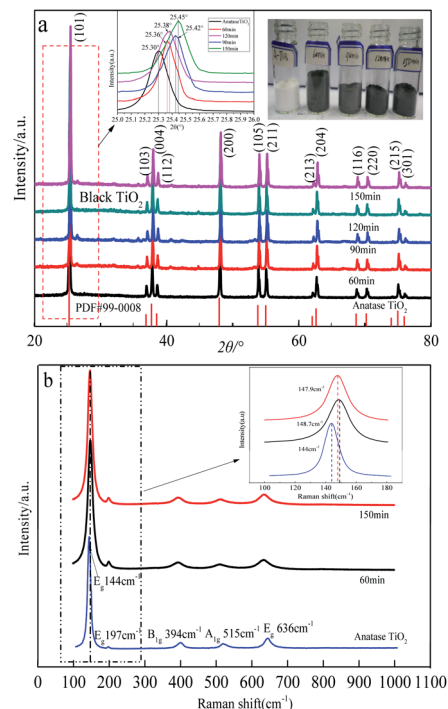 a
(101)
25.45°
25.38°
25.36°
25.42°
25.30°
Anatase TiO2
60min
120min
90min
150min
Intensity(a.u)
25.0 25.1 25.2 25.3 25.4 25.5 25.6 25.7 25.8 25.9 26.0
2θ(°)
(103)
(004)
(112)
(200)
(105)
(211)
(213)
(204)
(116)
(220)
(215)
(301)
Intensity/a.u.
Black TiO2
150min
120min
90min
60min
PDF#99-0008
Anatase TiO2
20 30 40 50 60 70 80
2θ/°
b
147.9cm-1
148.7cm-1
144cm-1
Intensity(a.u)
100 120 140 160 180
Raman shift(cm-1)
Intensity/a.u.
150min
60min
Eg144cm-1
Eg197cm-1
B1g 394cm-1
A1g 515cm-1
Eg 636cm-1
Anatase TiO2
0 100 200 300 400 500 600 700 800 900 1000 1100
Raman shift(cm-1)